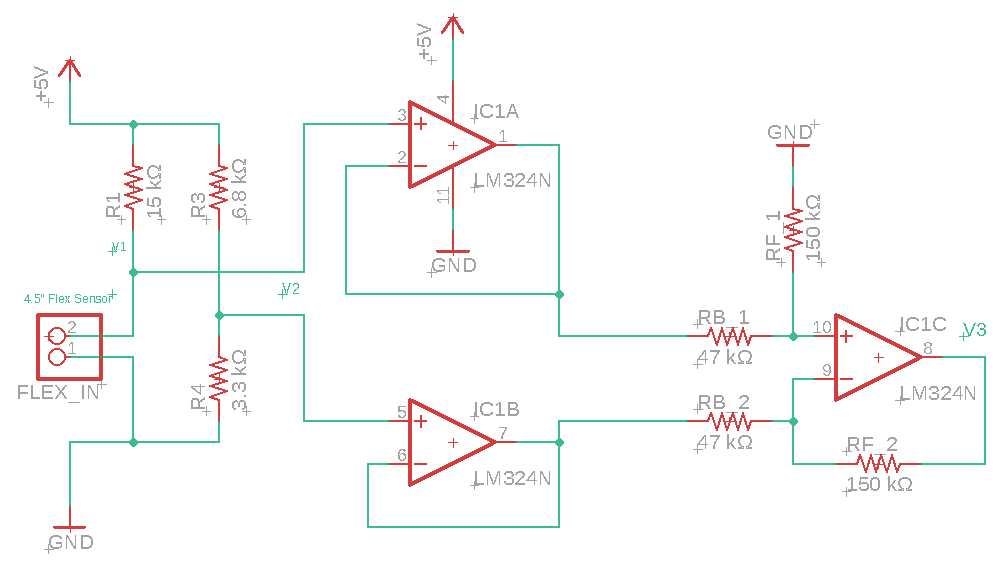 +5V
+5V
4
IC1A
3
1
2
LM324N
11
GND
R1
15 kΩ
R3
6.8 kΩ
GND
RF_1
150 kΩ
V1
V2
4.5" Flex Sensor
2
1
FLEX_IN
R4
3.3 kΩ
RB_1
47 kΩ
10
IC1C
8
V3
9
LM324N
RB_2
47 kΩ
RF_2
150 kΩ
5
IC1B
7
6
LM324N
GND